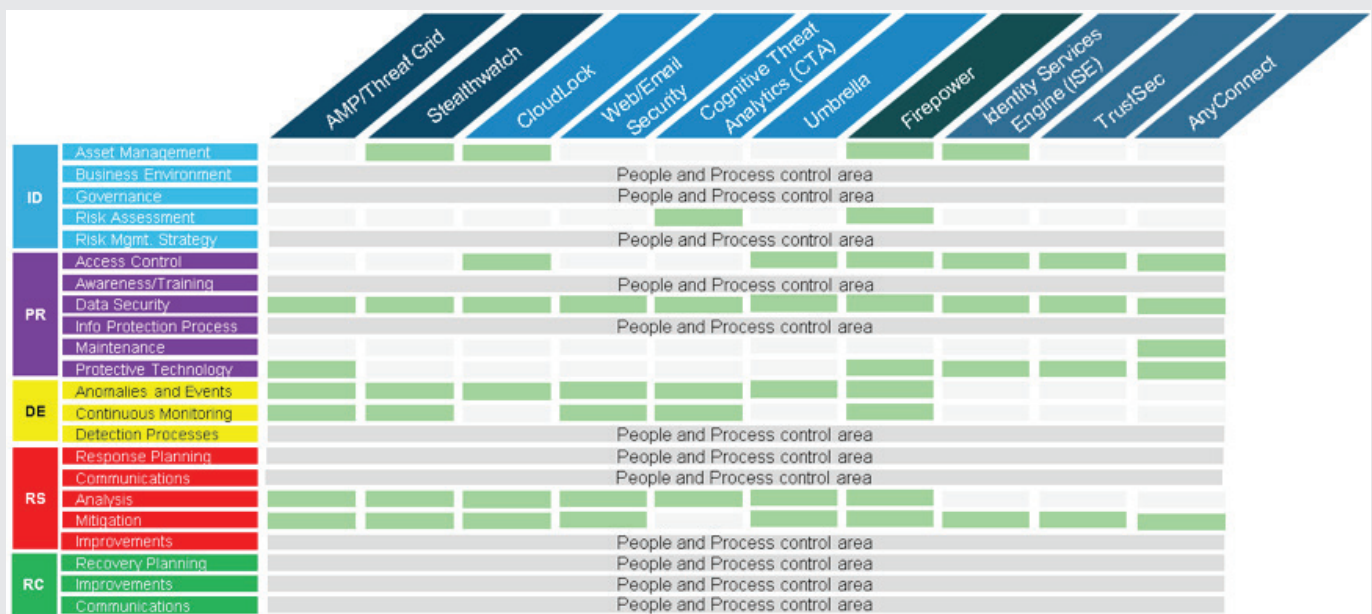 AMP/Threat Grid
Stealthwatch
CloudLock
Web/Email
Security
Cognitive Threat
Analytics (CTA)
Umbrella
Firepower
Identity Services
Engine (ISE)
TrustSec
AnyConnect
ID
Asset Management
Business Environment People and Process control area
Governance People and Process control area
Risk Assessment
Risk Mgmt. Strategy People and Process control area
PR
Access Control
Awareness/Training People and Process control area
Data Security
Info Protection Process People and Process control area
Maintenance
Protective Technology
DE
Anomalies and Events
Continuous Monitoring
Detection Processes People and Process control area
RS
Response Planning People and Process control area
Communications People and Process control area
Analysis
Mitigation
Improvements People and Process control area
RC
Recovery Planning People and Process control area
Improvements People and Process control area
Communications People and Process control area